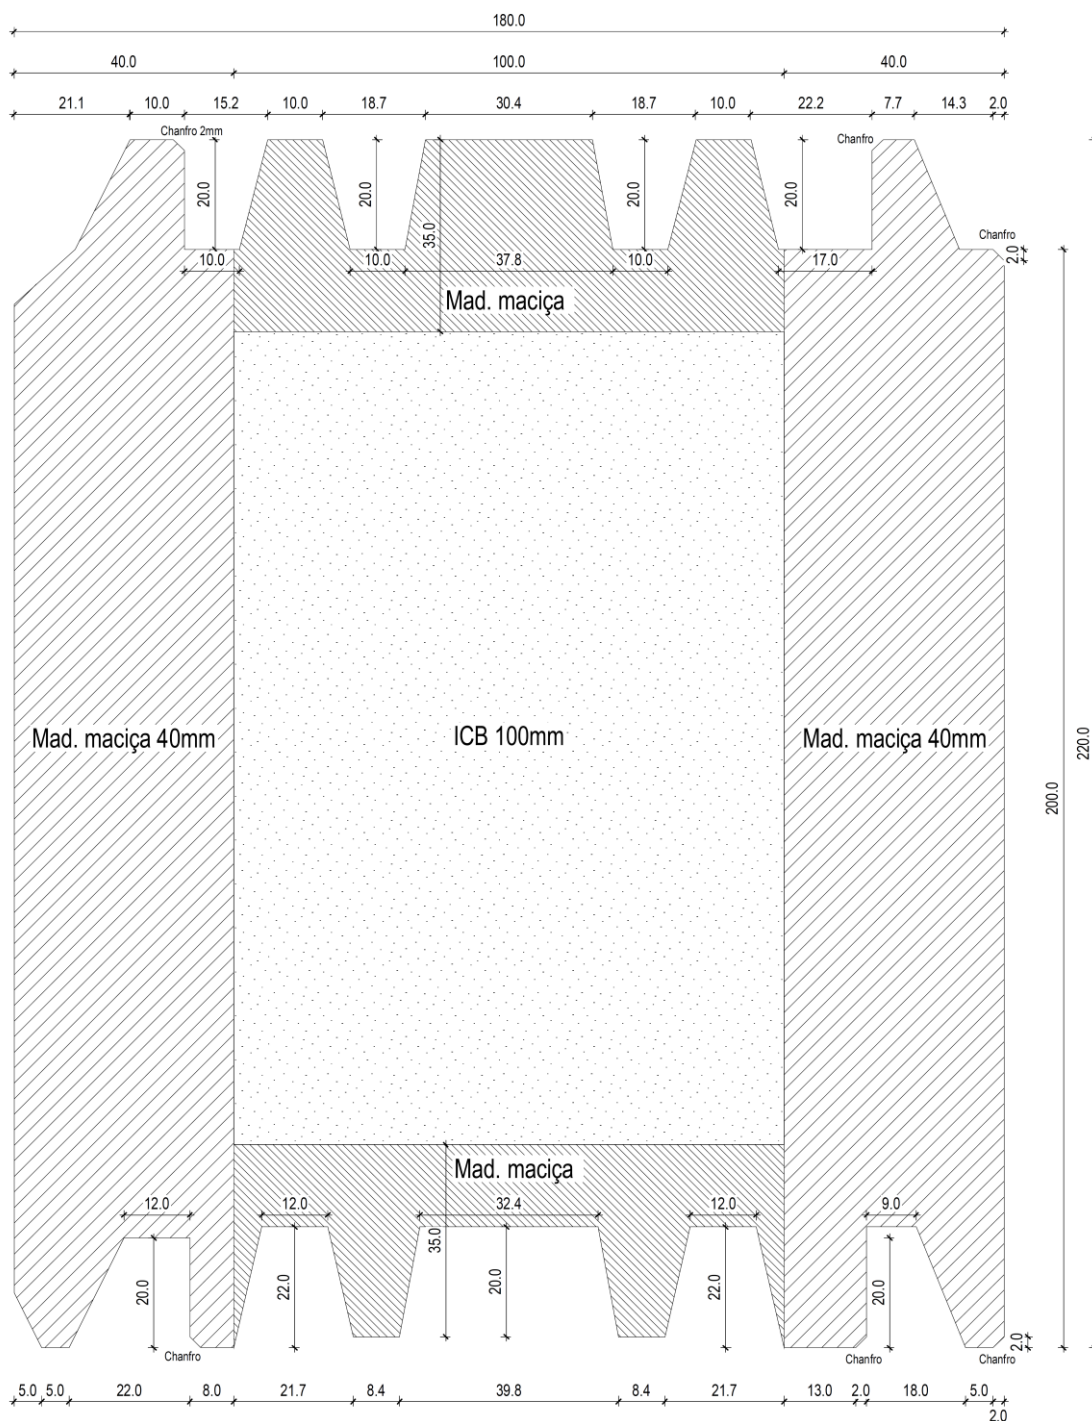 180.0
40.0 100.0 40.0
21.1 10.0 15.2 10.0 18.7 30.4 18.7 10.0 22.2 7.7 14.3 2.0
Chanfro 2mm
Chanfro
20.0 20.0 35.0 20.0 20.0
Chanfro
2.0
10.0 10.0 37.8 10.0 17.0
Mad. maciça
Mad. maciça 40mm
ICB 100mm
Mad. maciça 40mm
220.0
200.0
Mad. maciça
12.0 12.0 32.4 12.0 9.0
35.0
20.0 22.0 20.0 22.0 20.0
2.0
Chanfro
Chanfro
Chanfro
5.0 5.0 22.0 8.0 21.7 8.4 39.8 8.4 21.7 13.0 2.0 18.0 5.0
2.0